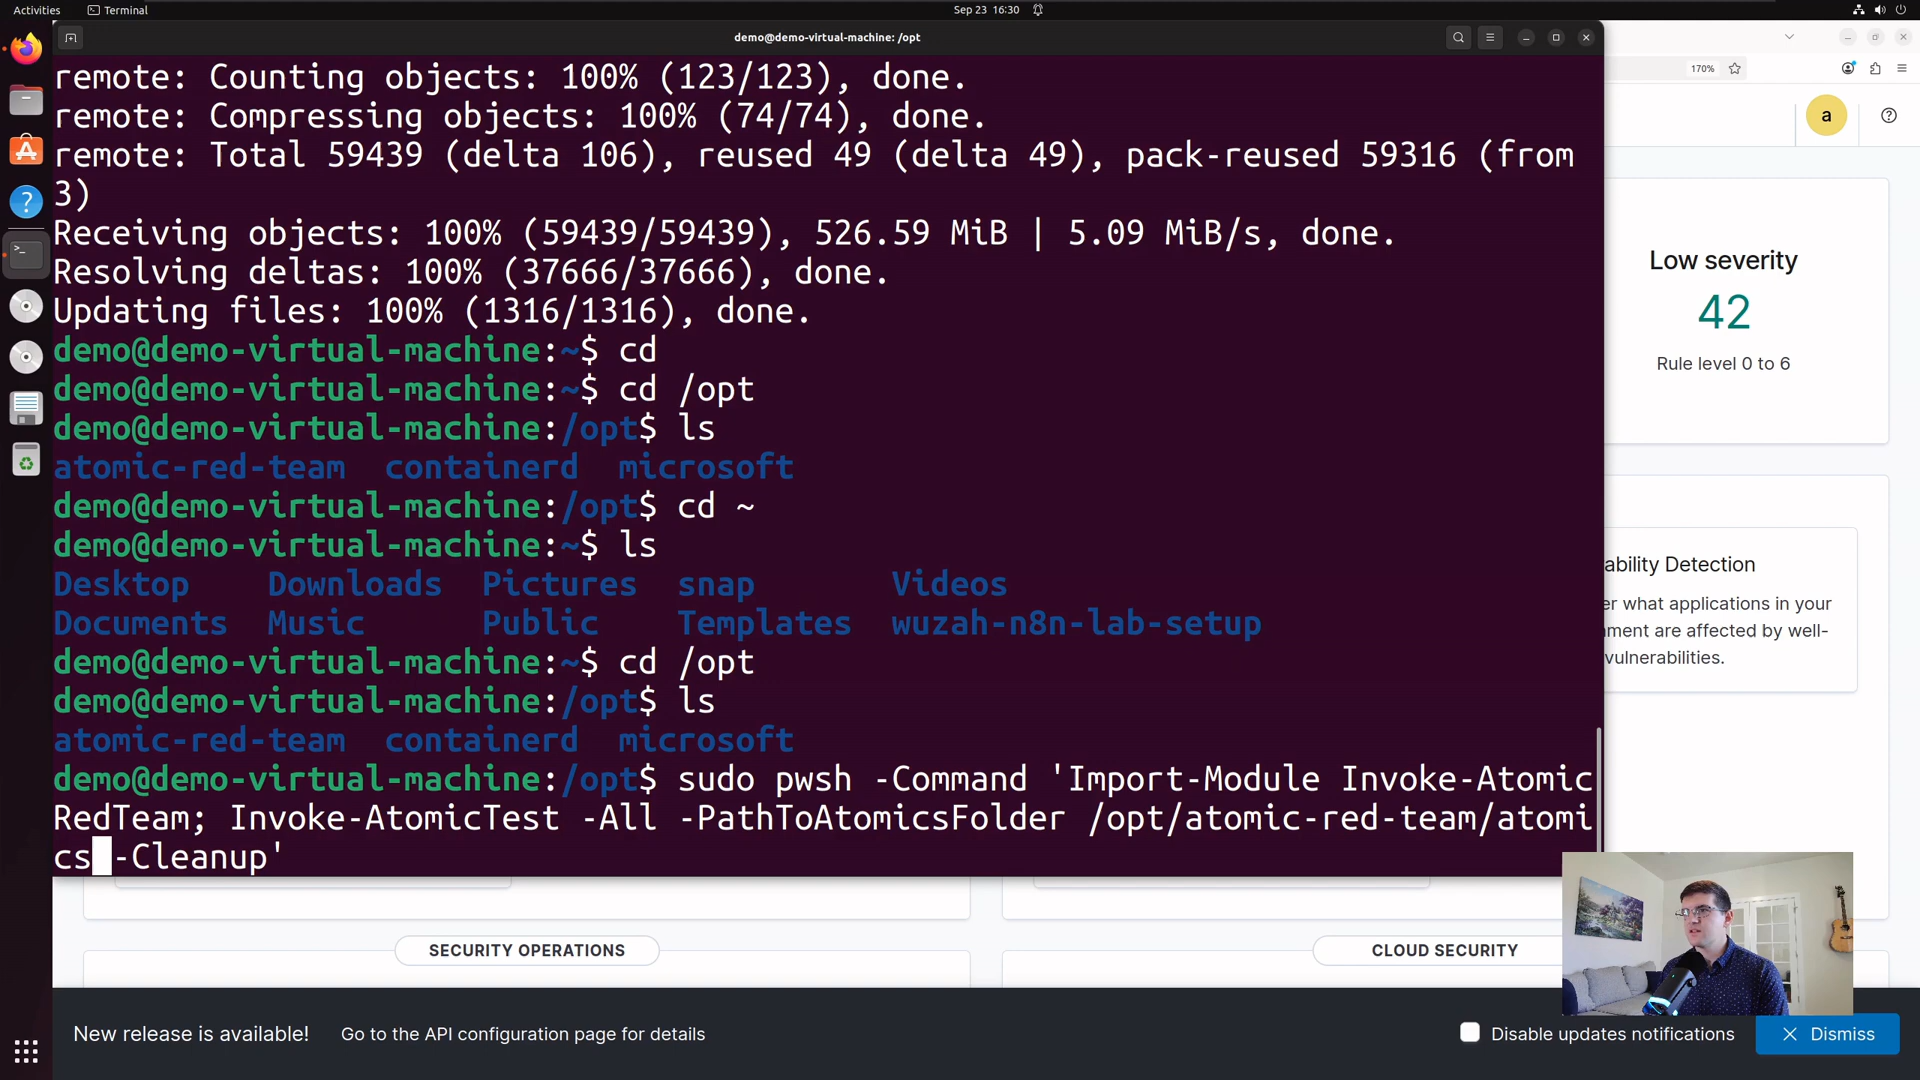 Activities
Terminal
Sep 23 16:30
demo@demo-virtual-machine: /opt
170%
a
remote: Counting objects: 100% (123/123), done.
remote: Compressing objects: 100% (74/74), done.
remote: Total 59439 (delta 106), reused 49 (delta 49), pack-reused 59316 (from
3)
Receiving objects: 100% (59439/59439), 526.59 MiB | 5.09 MiB/s, done.
Resolving deltas: 100% (37666/37666), done.
Updating files: 100% (1316/1316), done.
demo@demo-virtual-machine:~$ cd
demo@demo-virtual-machine:~$ cd /opt
demo@demo-virtual-machine:/opt$ ls
atomic-red-team containerd microsoft
demo@demo-virtual-machine:/opt$ cd ~
demo@demo-virtual-machine:~$ ls
Desktop Downloads Pictures snap Videos
Documents Music Public Templates wuzah-n8n-lab-setup
demo@demo-virtual-machine:~$ cd /opt
demo@demo-virtual-machine:/opt$ ls
atomic-red-team containerd microsoft
demo@demo-virtual-machine:/opt$ sudo pwsh -Command 'Import-Module Invoke-Atomic
RedTeam; Invoke-AtomicTest -All -PathToAtomicsFolder /opt/atomic-red-team/atomi
cs -Cleanup'
Low severity
42
Rule level 0 to 6
ability Detection
er what applications in your
nment are affected by well-
vulnerabilities.
SECURITY OPERATIONS
CLOUD SECURITY
New release is available!
Go to the API configuration page for details
Disable updates notifications
Dismiss